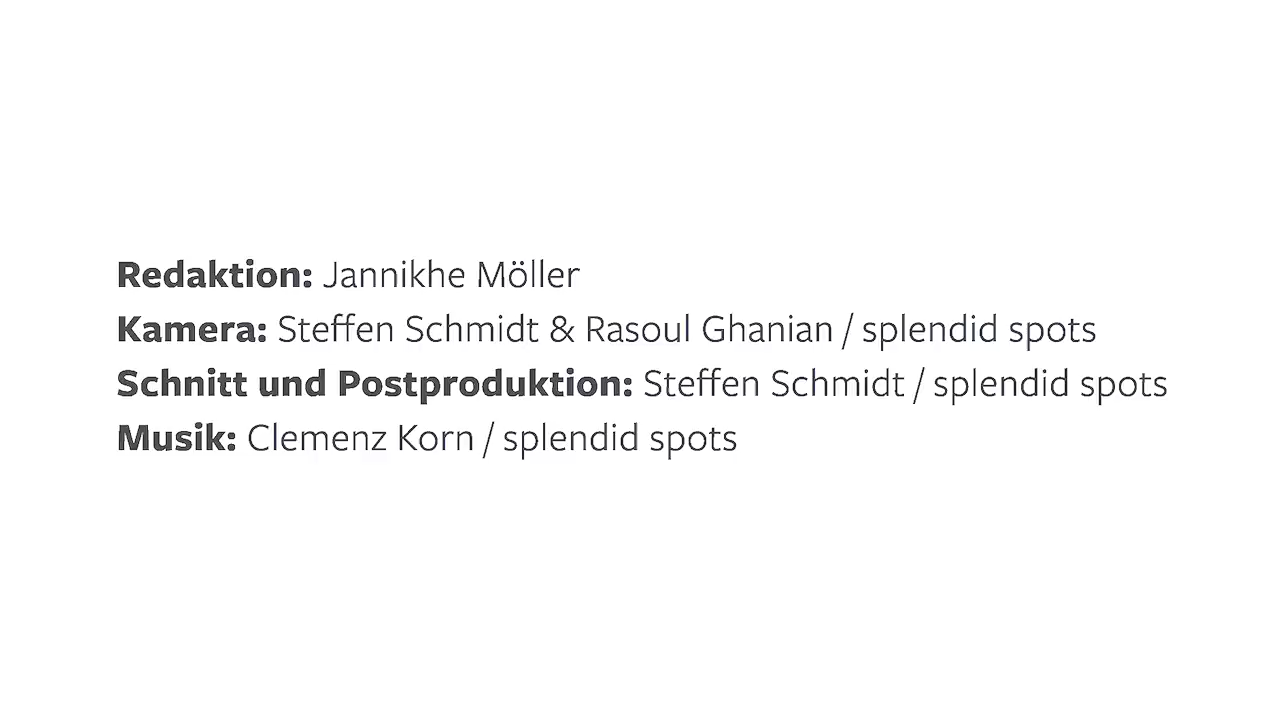 Redaktion: Jannikhe Möller
Kamera: Steffen Schmidt & Rasoul Ghanian / splendid spots
Schnitt und Postproduktion: Steffen Schmidt / splendid spots
Musik: Clemenz Korn / splendid spots